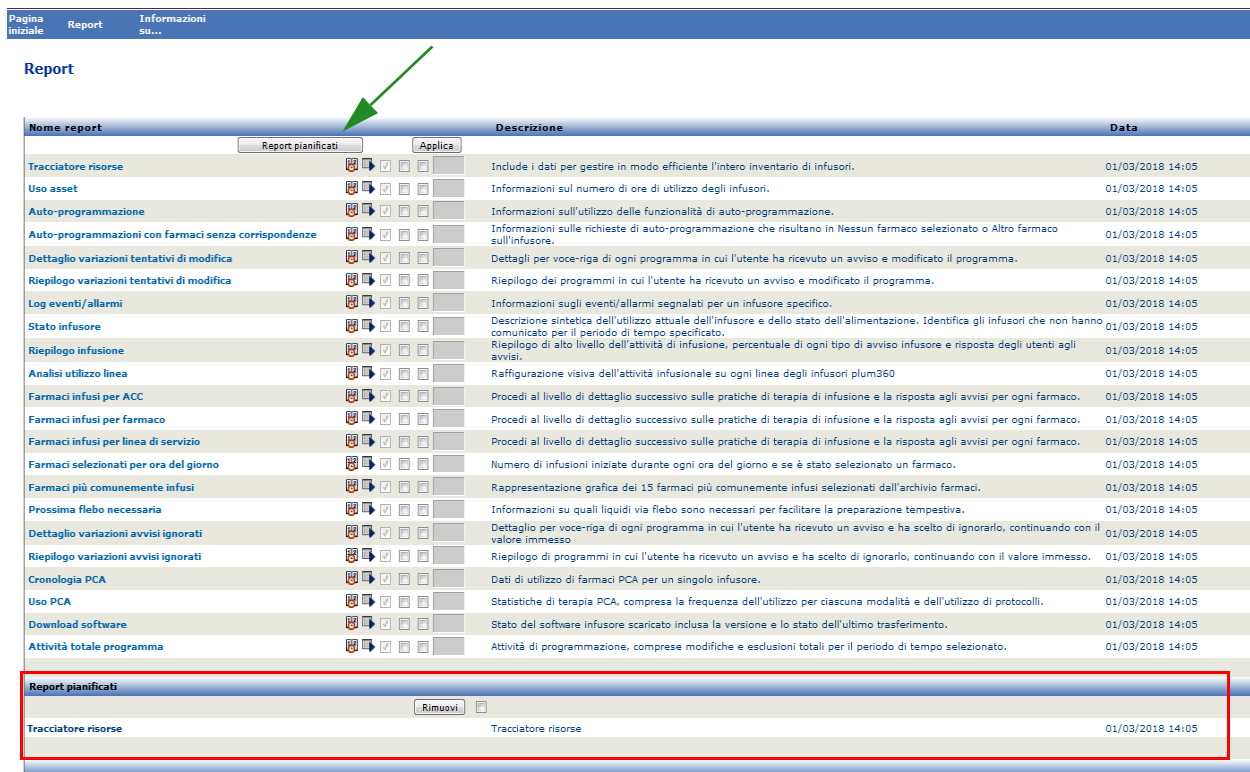 Pagina iniziale Report Informazioni su...
Report
Nome report Descrizione Data
Report pianificati Applica
Tracciatore risorse Include i dati per gestire in modo efficiente l'intero inventario di infusori. 01/03/2018 14:05
Uso asset Informazioni sul numero di ore di utilizzo degli infusori. 01/03/2018 14:05
Auto-programmazione Informazioni sull'utilizzo delle funzionalità di auto-programmazione. 01/03/2018 14:05
Auto-programmazioni con farmaci senza corrispondenze Informazioni sulle richieste di auto-programmazione che risultano in Nessun farmaco selezionato o Altro farmaco sull'infusore. 01/03/2018 14:05
Dettaglio variazioni tentativi di modifica Dettagli per voce-riga di ogni programma in cui l'utente ha ricevuto un avviso e modificato il programma. 01/03/2018 14:05
Riepilogo variazioni tentativi di modifica Riepilogo dei programmi in cui l'utente ha ricevuto un avviso e modificato il programma. 01/03/2018 14:05
Log eventi/allarmi Informazioni sugli eventi/allarmi segnalati per un infusore specifico. 01/03/2018 14:05
Stato infusore Descrizione sintetica dell'utilizzo attuale dell'infusore e dello stato dell'alimentazione. Identifica gli infusori che non hanno comunicato per il periodo di tempo specificato. 01/03/2018 14:05
Riepilogo infusione Riepilogo di alto livello dell'attività di infusione, percentuale di ogni tipo di avviso infusore e risposta degli utenti agli avvisi. 01/03/2018 14:05
Analisi utilizzo linea Raffigurazione visiva dell'attività infusionale su ogni linea degli infusori plum360 01/03/2018 14:05
Farmaci infusi per ACC Procedi al livello di dettaglio successivo sulle pratiche di terapia di infusione e la risposta agli avvisi per ogni farmaco. 01/03/2018 14:05
Farmaci infusi per farmaco Procedi al livello di dettaglio successivo sulle pratiche di terapia di infusione e la risposta agli avvisi per ogni farmaco. 01/03/2018 14:05
Farmaci infusi per linea di servizio Procedi al livello di dettaglio successivo sulle pratiche di terapia di infusione e la risposta agli avvisi per ogni farmaco. 01/03/2018 14:05
Farmaci selezionati per ora del giorno Numero di infusioni iniziate durante ogni ora del giorno e se è stato selezionato un farmaco. 01/03/2018 14:05
Farmaci più comunemente infusi Rappresentazione grafica dei 15 farmaci più comunemente infusi selezionati dall'archivio farmaci. 01/03/2018 14:05
Prossima flebo necessaria Informazioni su quali liquidi via flebo sono necessari per facilitare la preparazione tempestiva. 01/03/2018 14:05
Dettaglio variazioni avvisi ignorati Dettaglio per voce-riga di ogni programma in cui l'utente ha ricevuto un avviso e ha scelto di ignorarlo, continuando con il valore immesso 01/03/2018 14:05
Riepilogo variazioni avvisi ignorati Riepilogo di programmi in cui l'utente ha ricevuto un avviso e ha scelto di ignorarlo, continuando con il valore immesso. 01/03/2018 14:05
Cronologia PCA Dati di utilizzo di farmaci PCA per un singolo infusore. 01/03/2018 14:05
Uso PCA Statistiche di terapia PCA, compresa la frequenza dell'utilizzo per ciascuna modalità e dell'utilizzo di protocolli. 01/03/2018 14:05
Download software Stato del software infusore scaricato inclusa la versione e lo stato dell'ultimo trasferimento. 01/03/2018 14:05
Attività totale programma Attività di programmazione, comprese modifiche e esclusioni totali per il periodo di tempo selezionato. 01/03/2018 14:05
Report pianificati
Rimuovi
Tracciatore risorse Tracciatore risorse 01/03/2018 14:05